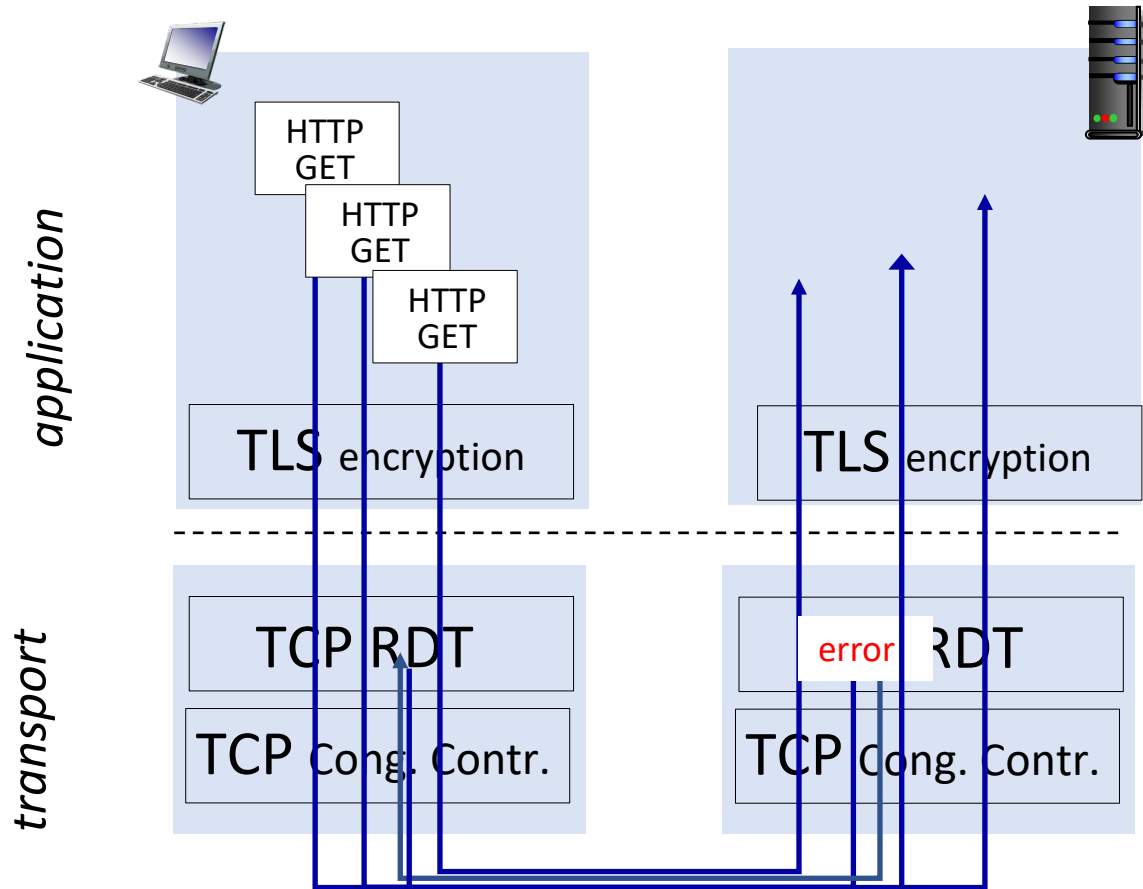 application
HTTP
GET
HTTP
GET
HTTP
GET
TLS encryption
TLS encryption
transport
TCP RDT
error RDT
TCP Cong. Contr.
TCP Cong. Contr.